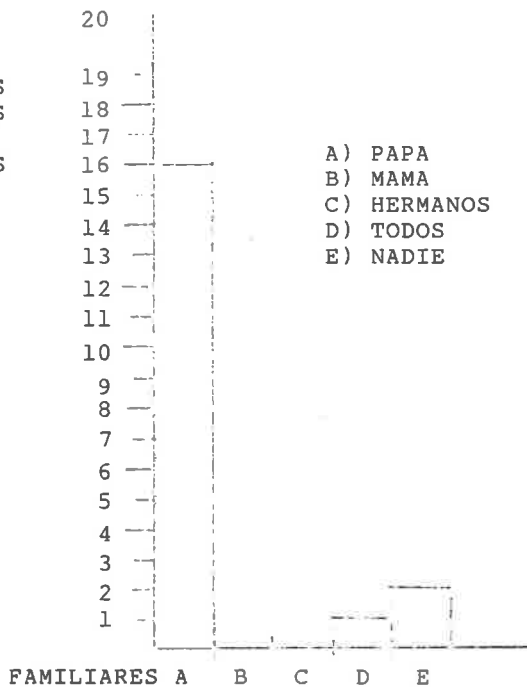 20
19
S
18
S
17
16
S
15
14
13
12
11
10
9
8
7
6
5
4
3
2
1
A) PAPA
B) MAMA
C) HERMANOS
D) TODOS
E) NADIE
FAMILIARES A B C D E